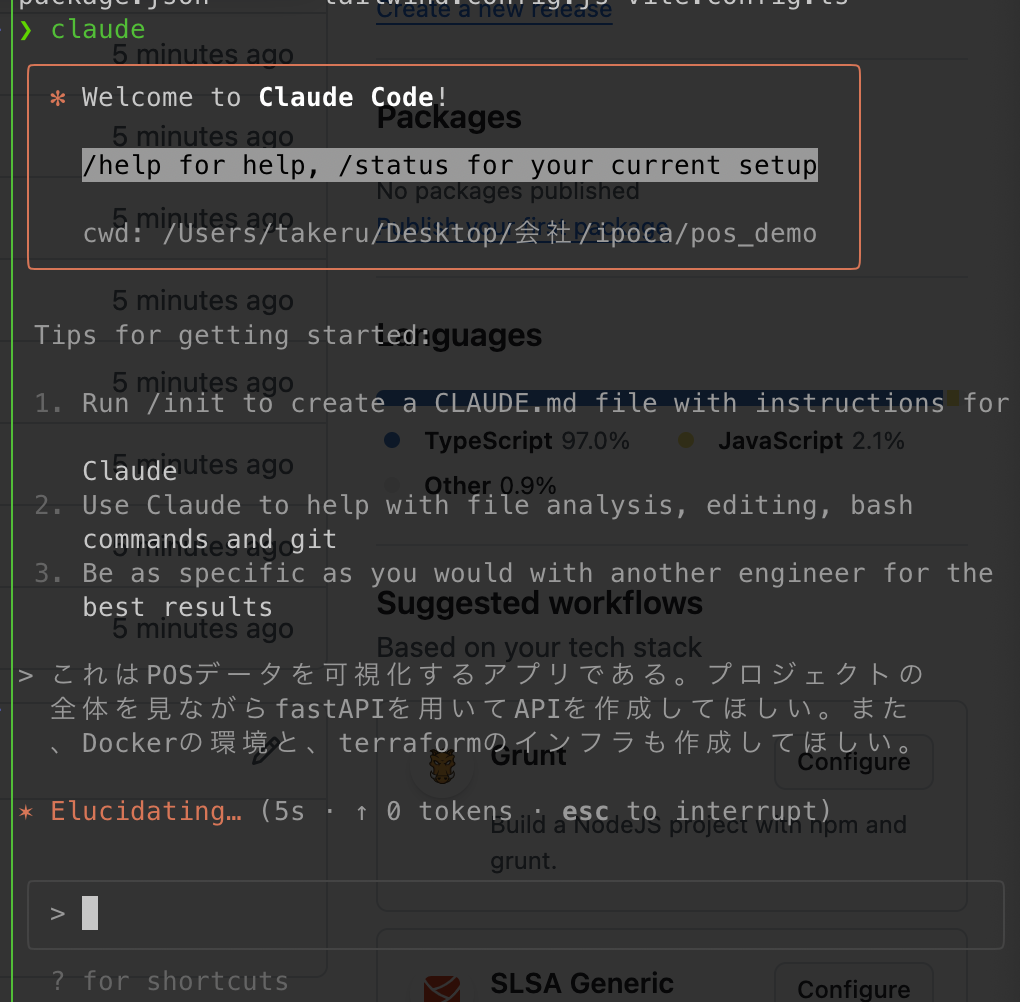 package.json tailwind.config.js vite.config.ts
Create a new release
❯ claude
5 minutes ago
✻ Welcome to Claude Code!
5 minutes ago
Packages
/help for help, /status for your current setup
No packages published
5 minutes ago
Publish your first package
cwd: /Users/takeru/Desktop/会社/ipoca/pos_demo
5 minutes ago
Tips for getting started:
Languages
5 minutes ago
1. Run /init to create a CLAUDE.md file with instructions for
Claude
TypeScript 97.0% JavaScript 2.1%
5 minutes ago
Other 0.9%
2. Use Claude to help with file analysis, editing, bash
commands and git
5 minutes ago
3. Be as specific as you would with another engineer for the
best results
Suggested workflows
5 minutes ago
Based on your tech stack
> これはPOSデータを可視化するアプリである。プロジェクトの
全体を見ながらfastAPIを用いてAPIを作成してほしい。また
、Dockerの環境と、terraformのインフラも作成してほしい。
Grunt
Configure
✶ Elucidating… (5s · ↑ 0 tokens · esc to interrupt)
Build a NodeJS project with npm and
grunt.
>
? for shortcuts
SLSA Generic
Configure